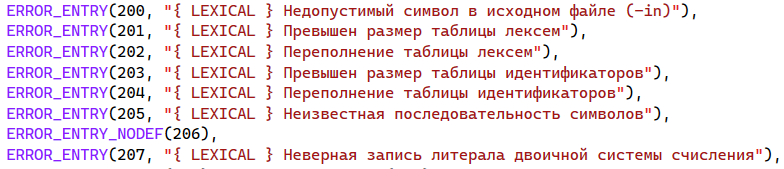 ERROR_ENTRY(200, "{ LEXICAL } Недопустимый символ в исходном файле (-in)"),
ERROR_ENTRY(201, "{ LEXICAL } Превышен размер таблицы лексем"),
ERROR_ENTRY(202, "{ LEXICAL } Переполнение таблицы лексем"),
ERROR_ENTRY(203, "{ LEXICAL } Превышен размер таблицы идентификаторов"),
ERROR_ENTRY(204, "{ LEXICAL } Переполнение таблицы идентификаторов"),
ERROR_ENTRY(205, "{ LEXICAL } Неизвестная последовательность символов"),
ERROR_ENTRY_NODEF(206),
ERROR_ENTRY(207, "{ LEXICAL } Неверная запись литерала двоичной системы счисления"),